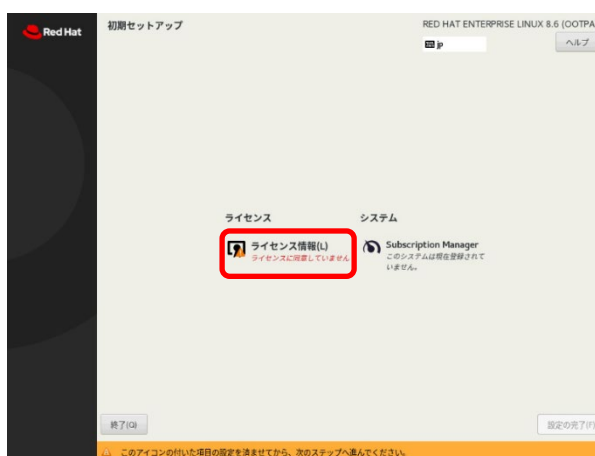 Red Hat
初期セットアップ
RED HAT ENTERPRISE LINUX 8.6 (OOTPA
jp
ヘルプ
ライセンス
ライセンス情報(L)
ライセンスに同意していません
システム
Subscription Manager
このシステムは現在登録されて
いません。
終了(Q)
設定の完了(F)
このアイコンの付いた項目の設定を済ませてから、次のステップへ進んでください。